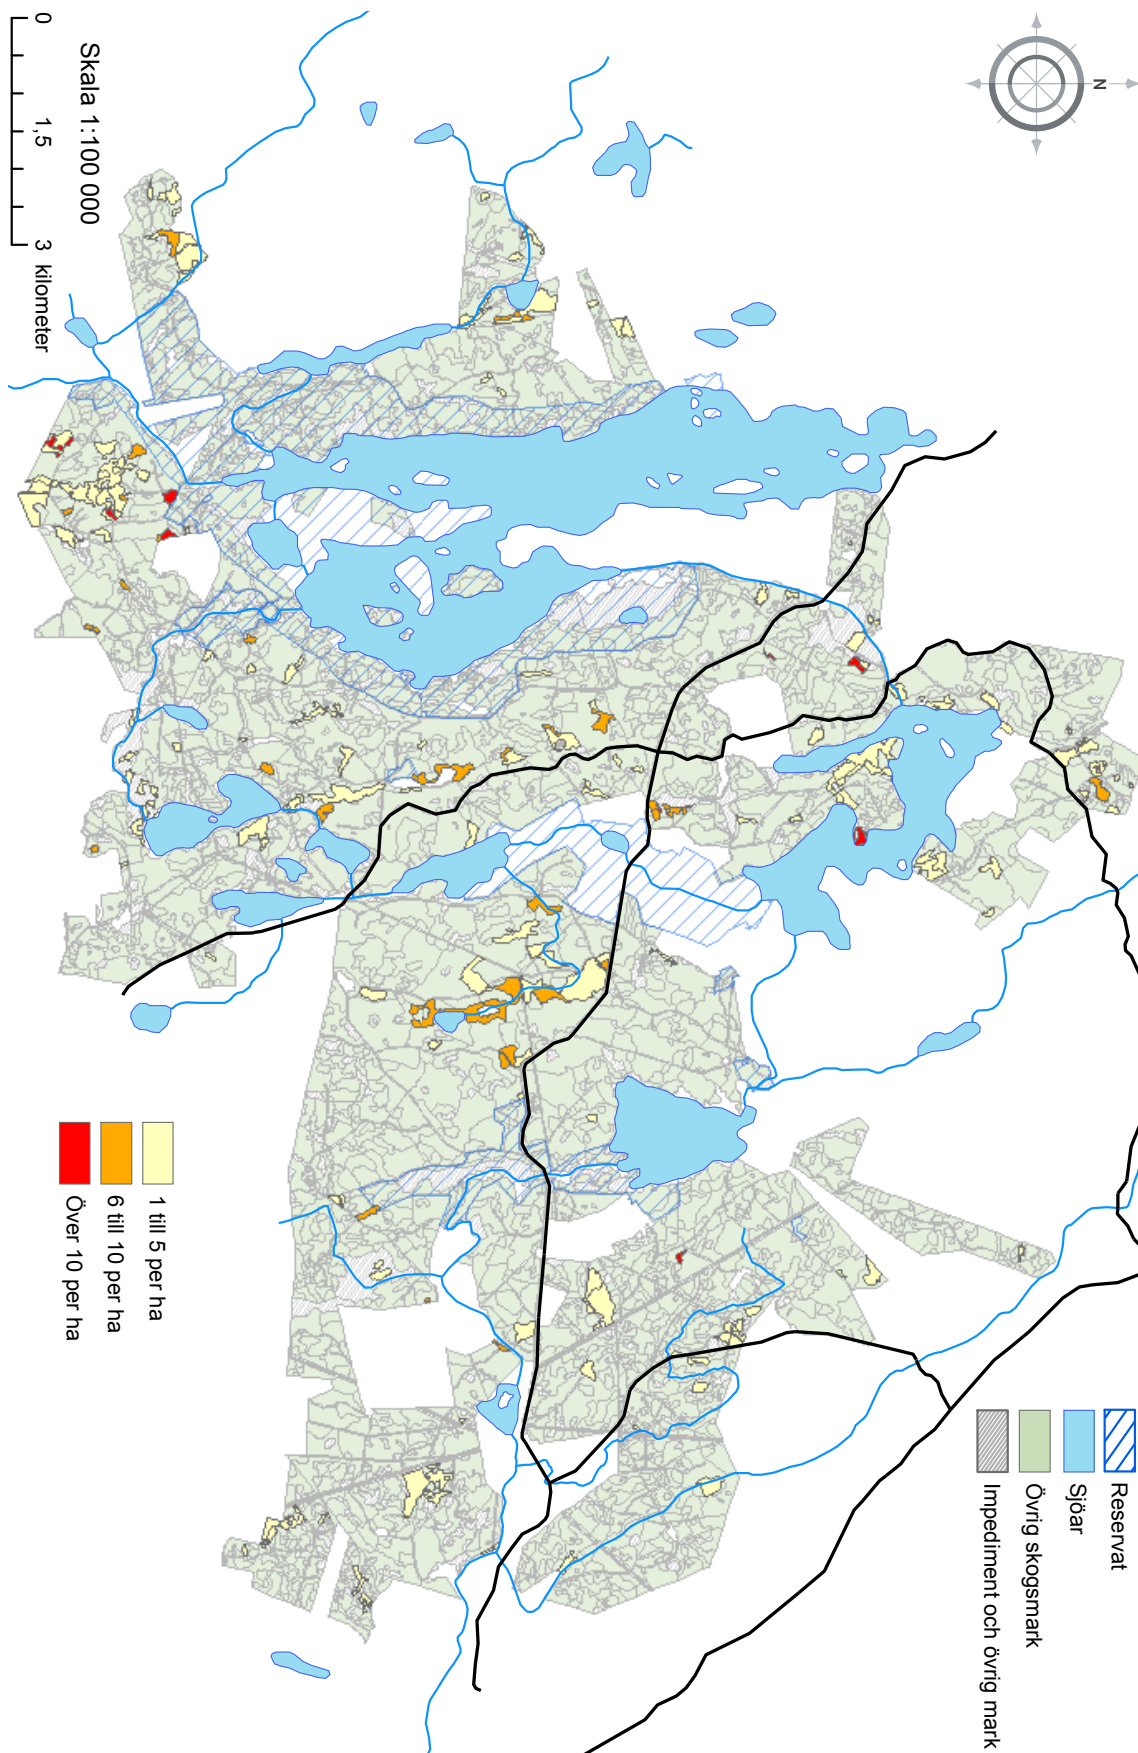 N
Reservat
Sjöar
Övrig skogsmark
Impediment och övrig mark
1 till 5 per ha
6 till 10 per ha
Över 10 per ha
Skala 1:100 000
0 1,5 3 kilometer